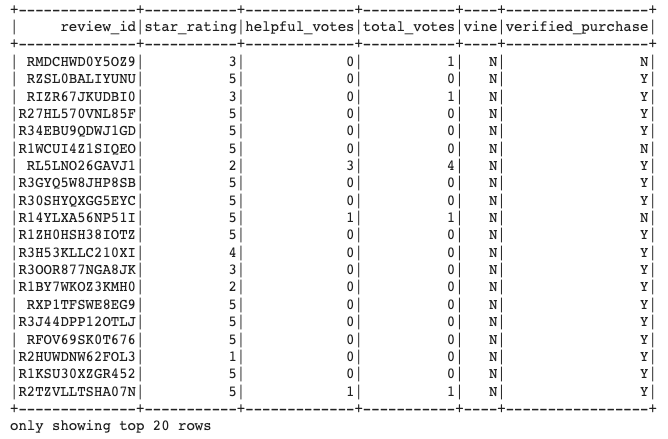 +--------------+-----------+-------------+-----------+----+-----------------+
|     review_id|star_rating|helpful_votes|total_votes|vine|verified_purchase|
+--------------+-----------+-------------+-----------+----+-----------------+
| RMDCHWD0Y5OZ9|          3|            0|          1|   N|                N|
| RZSL0BALIYUNU|          5|            0|          0|   N|                Y|
| RIZR67JKUDBI0|          3|            0|          1|   N|                Y|
|R27HL570VNL85F|          5|            0|          0|   N|                Y|
|R34EBU9QDWJ1GD|          5|            0|          0|   N|                Y|
|R1WCUI4Z1SIQEO|          5|            0|          0|   N|                N|
| RL5LNO26GAVJ1|          2|            3|          4|   N|                Y|
|R3GYQ5W8JHP8SB|          5|            0|          0|   N|                Y|
|R30SHYQXGG5EYC|          5|            0|          0|   N|                Y|
|R14YLXA56NP51I|          5|            1|          1|   N|                N|
|R1ZH0HSH38IOTZ|          5|            0|          0|   N|                Y|
|R3H53KLLC210XI|          4|            0|          0|   N|                Y|
|R3OOR877NGA8JK|          3|            0|          0|   N|                Y|
|R1BY7WKOZ3KMH0|          2|            0|          0|   N|                Y|
| RXP1TFSWE8EG9|          5|            0|          0|   N|                Y|
|R3J44DPP12OTLJ|          5|            0|          0|   N|                Y|
| RFOV69SK0T676|          5|            0|          0|   N|                Y|
|R2HUWDNW62FOL3|          1|            0|          0|   N|                Y|
|R1KSU30XZGR452|          5|            0|          0|   N|                Y|
|R2TZVLLTSHA07N|          5|            1|          1|   N|                Y|
+--------------+-----------+-------------+-----------+----+-----------------+
only showing top 20 rows